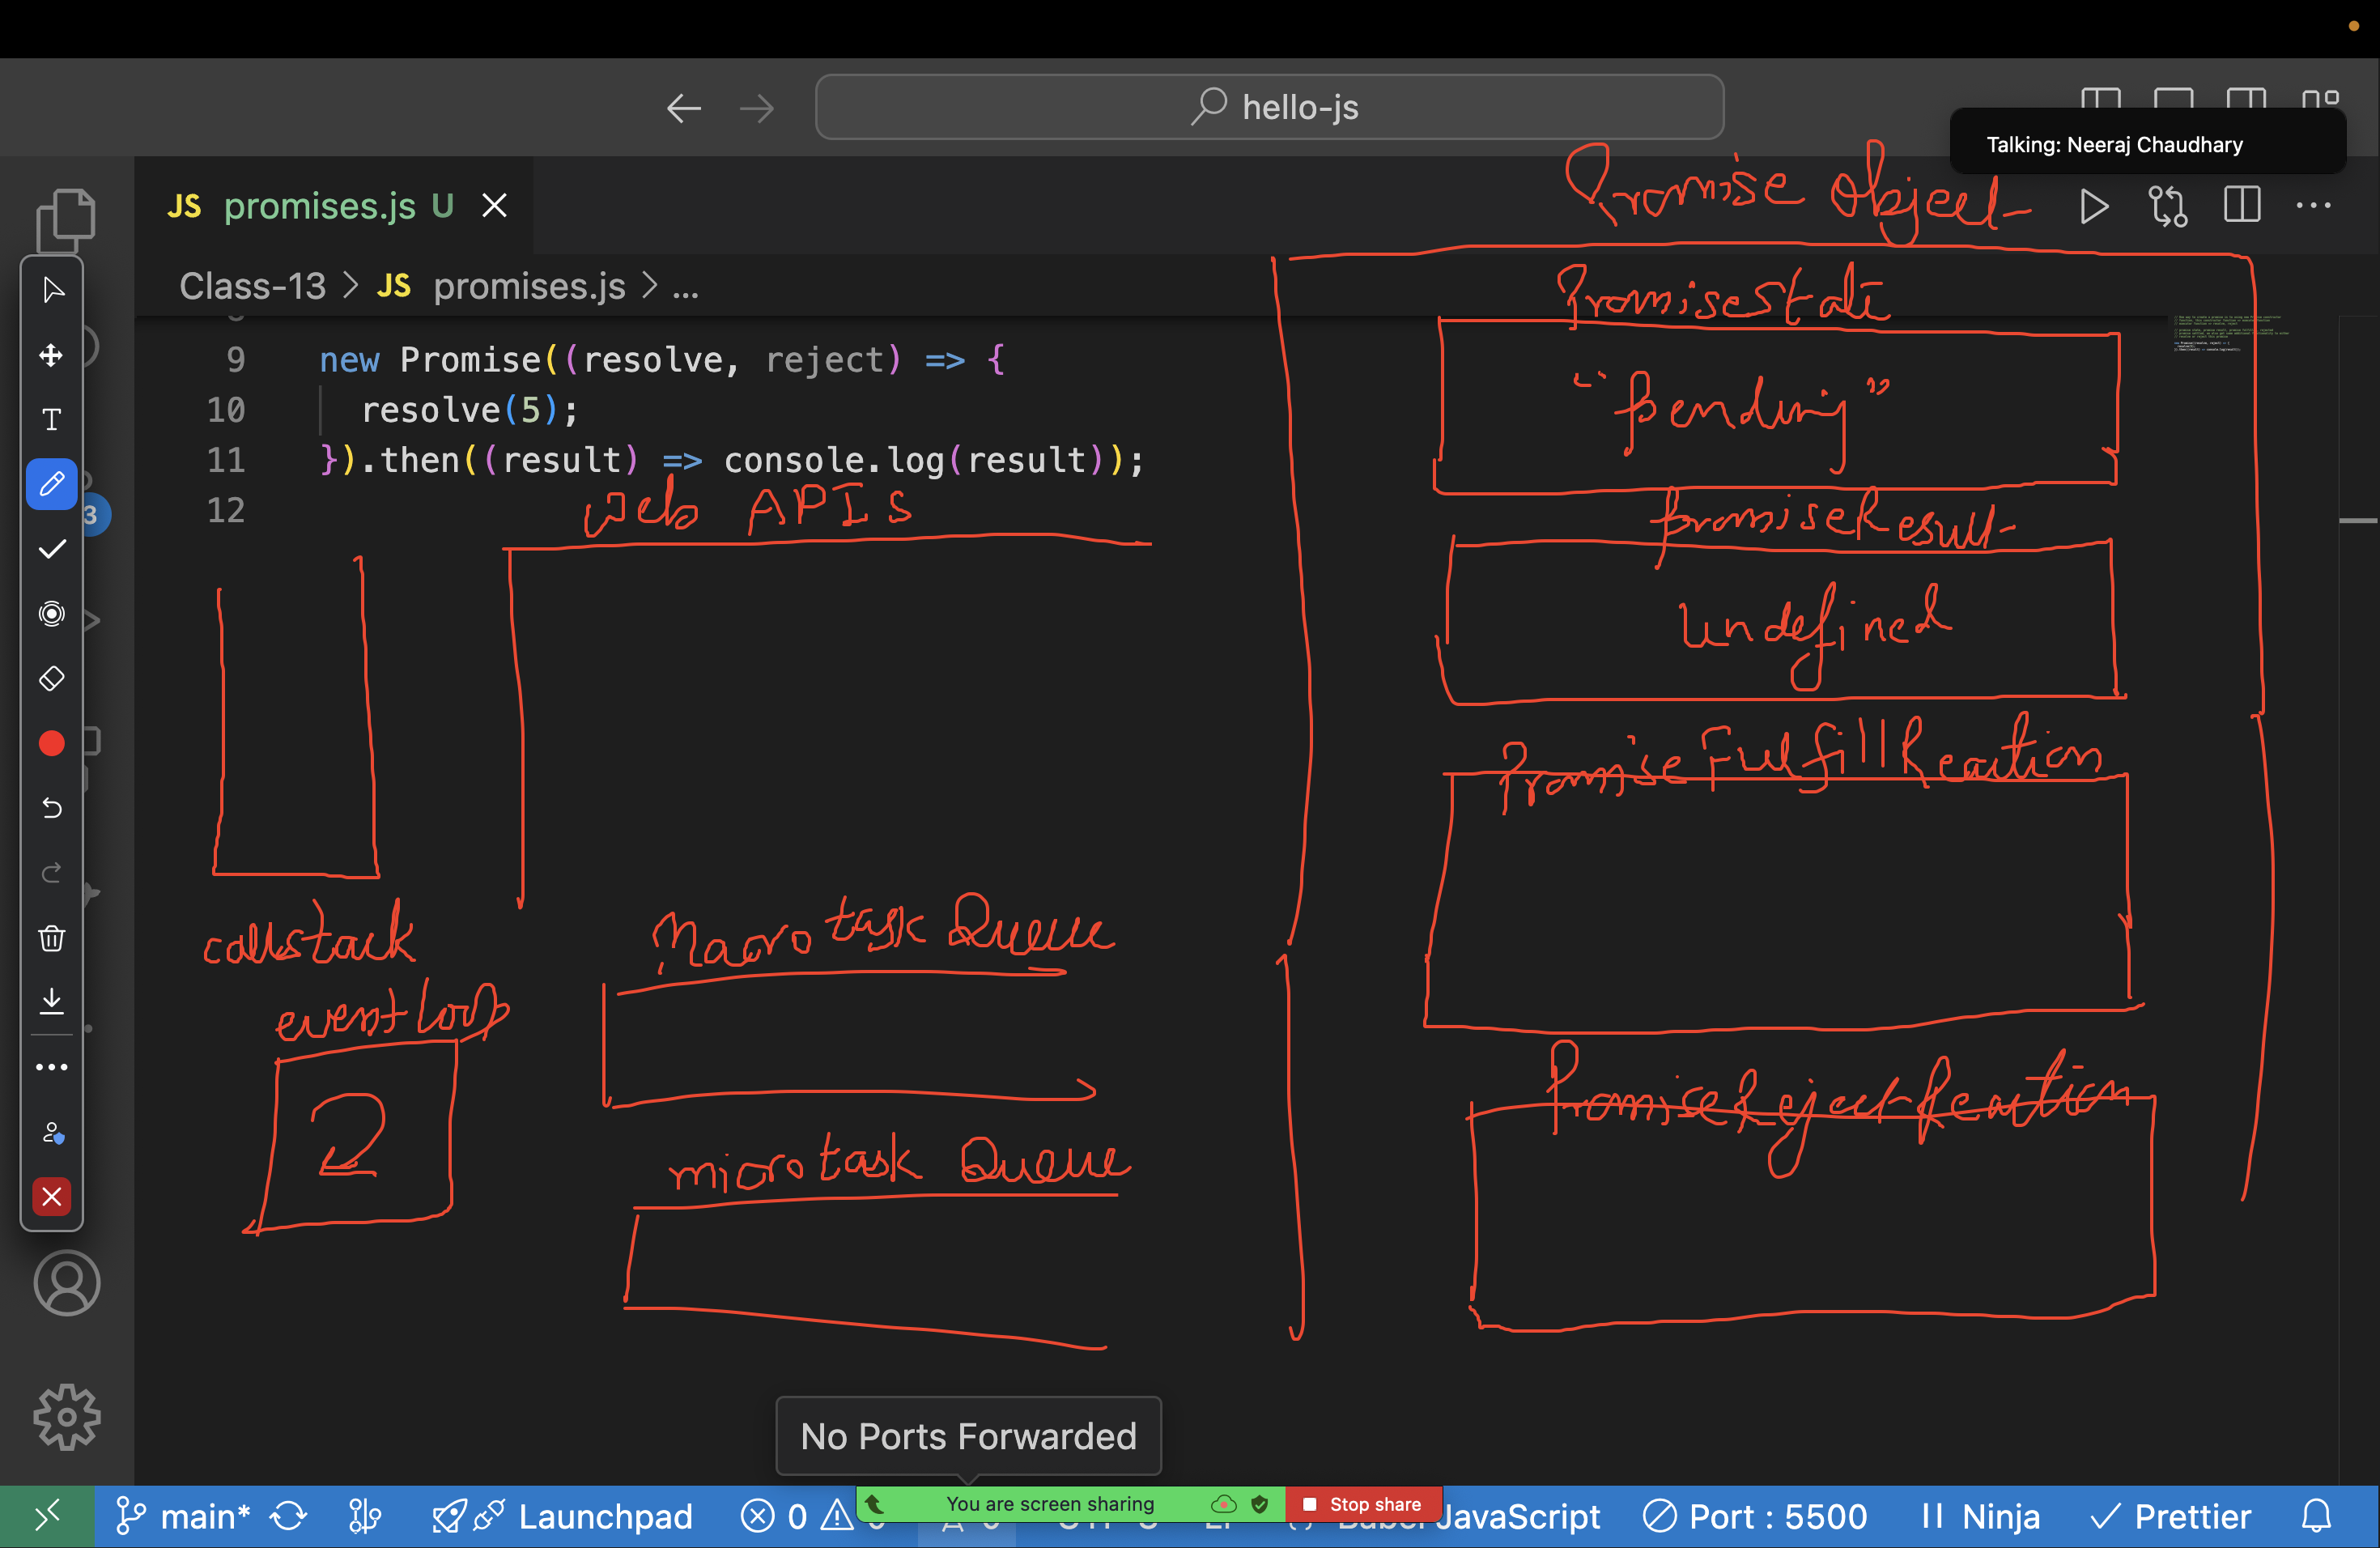 hello-js
Talking: Neeraj Chaudhary
JS promises.js U
Promise Object
Class-13 > JS promises.js > ...
PromiseState
9 new Promise((resolve, reject) => {
10 resolve(5);
11 }).then((result) => console.log(result));
12
"Pending"
Web APIs
PromiseResult
undefined
3
PromiseFulfillReaction
callstack
Macro task Queue
event loop
2
PromiseRejectReaction
micro task Queue
No Ports Forwarded
main* Launchpad 0
You are screen sharing Stop share
JavaScript Port : 5500 Ninja Prettier